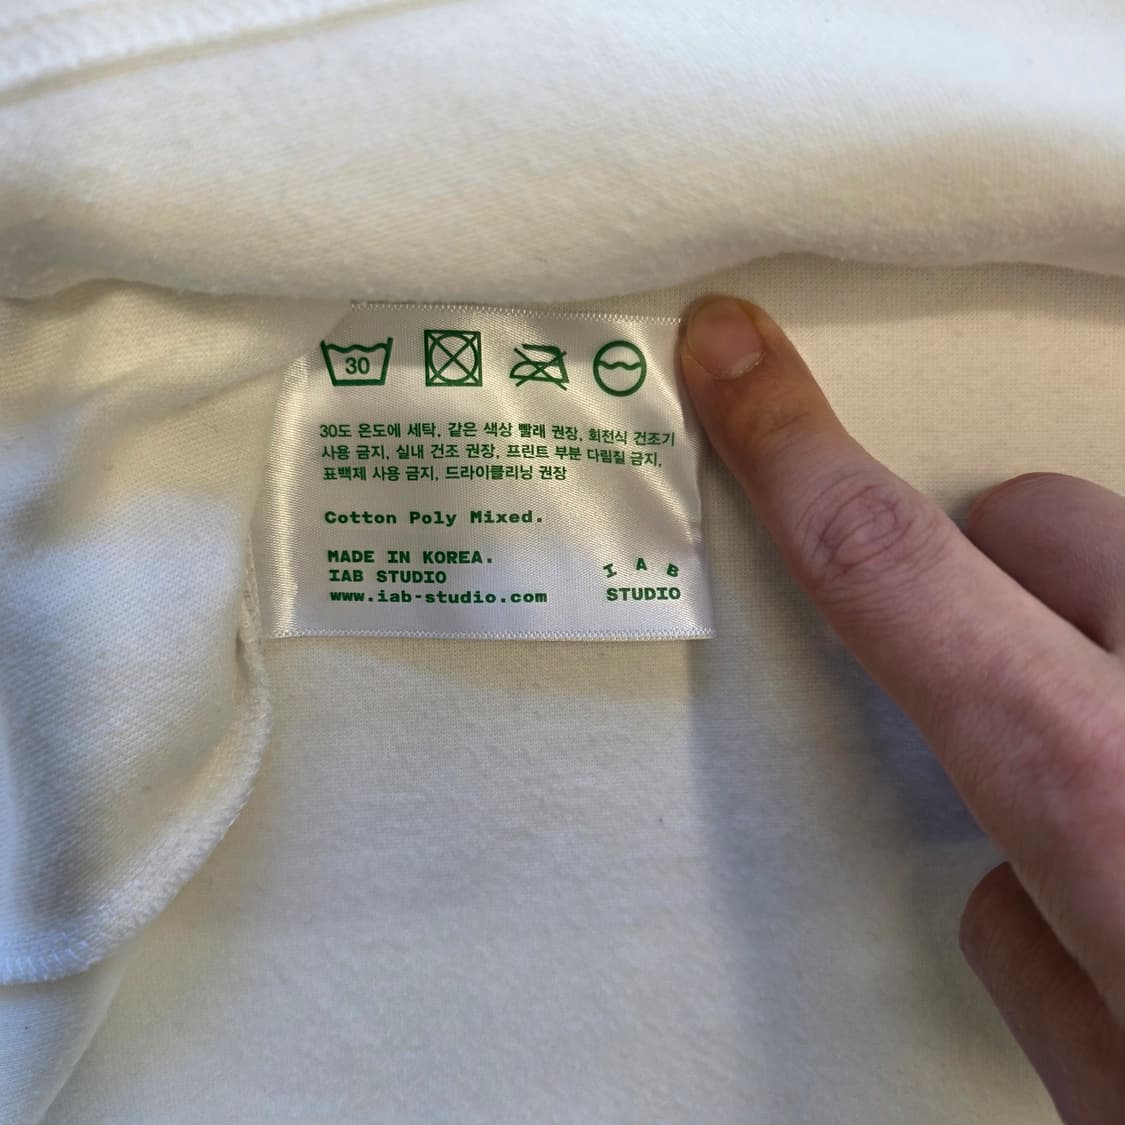 30
30도 온도에 세탁, 같은 색상 빨래 권장, 회전식 건조기
사용 금지, 실내 건조 권장, 프린트 부분 다림질 금지,
표백제 사용 금지, 드라이클리닝 권장
Cotton Poly Mixed.
MADE IN KOREA.
IAB STUDIO
www.iab-studio.com
I A B
STUDIO